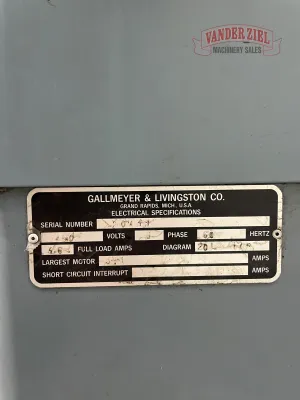 VANDER ZIEL
MACHINERY SALES
GALLMEYER & LIVINGSTON CO.
GRAND RAPIDS, MICH., U.S.A.
ELECTRICAL SPECIFICATIONS
SERIAL NUMBER
VOLTS PHASE 60 HERTZ
FULL LOAD AMPS DIAGRAM
LARGEST MOTOR AMPS
SHORT CIRCUIT INTERRUPT AMPS